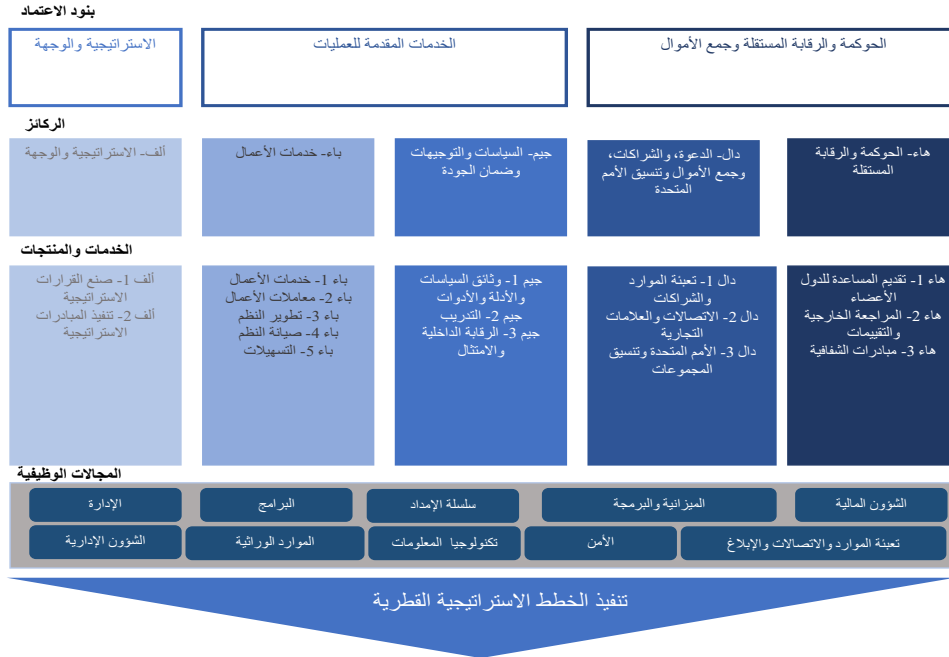 بنود الاعتماد
الاستراتيجية والوجهة
الخدمات المقدمة للعمليات
الحوكمة والرقابة المستقلة وجمع الأموال
الركائز
ألف- الاستراتيجية والوجهة
باء- خدمات الأعمال
جيم- السياسات والتوجيهات
وضمان الجودة
دال- الدعوة، والشراكات،
وجمع الأموال وتنسيق الأمم
المتحدة
هاء- الحوكمة والرقابة
المستقلة
الخدمات والمنتجات
ألف 1- صنع القرارات
الاستراتيجية
ألف 2- تنفيذ المبادرات
الاستراتيجية
باء 1- خدمات الأعمال
باء 2- معاملات الأعمال
باء 3- تطوير النظم
باء 4- صيانة النظم
باء 5- التسهيلات
جيم 1- وثائق السياسات
والأدلة والأدوات
جيم 2- التدريب
جيم 3- الرقابة الداخلية
والامتثال
دال 1- تعبئة الموارد
والشراكات
دال 2- الاتصالات والعلامات
التجارية
دال 3- الأمم المتحدة وتنسيق
المجموعات
هاء 1- تقديم المساعدة للدول
الأعضاء
هاء 2- المراجعة الخارجية
والتقييمات
هاء 3- مبادرات الشفافية
المجالات الوظيفية
الإدارة
البرامج
سلسلة الإمداد
الميزانية والبرمجة
الشؤون المالية
الشؤون الإدارية
الموارد الوراثية
تكنولوجيا المعلومات
الأمن
تعبئة الموارد والاتصالات والإبلاغ
تنفيذ الخطط الاستراتيجية القطرية